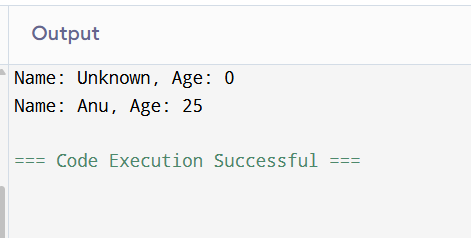 Output
Name: Unknown, Age: 0
Name: Anu, Age: 25
=== Code Execution Successful ===